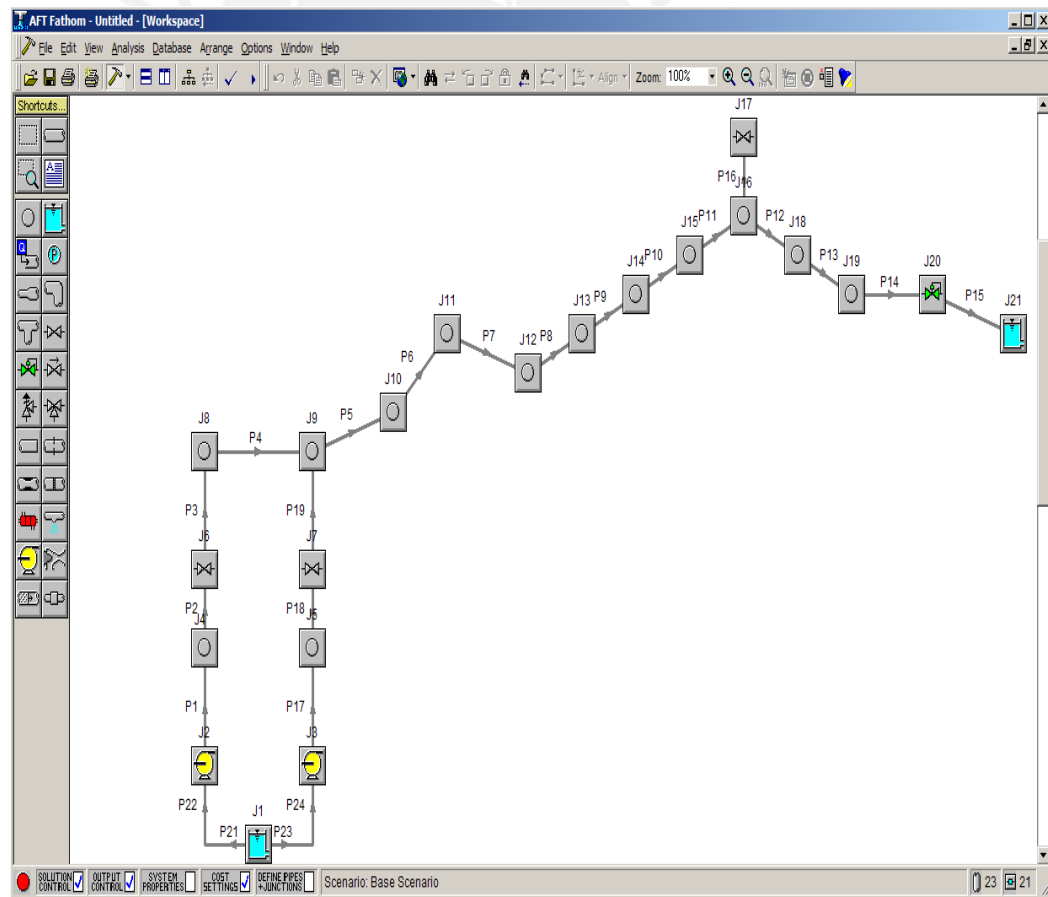 AFT Fathom - Untitled - [Workspace]
File Edit View Analysis Database Arrange Options Window Help
Align Zoom: 100%
Shortcuts...
J17
P16 J16
J15 P11 P12 J18
J14 P10 P13 J19 J20
P14
J11 J13 P9 P15 J21
P7 J12 P8
P6
J10
J8 J9 P5
P4
P3 P19
J6 J7
P2 P18
J4 J5
P1 P17
J2 J3
P22 J1 P24
P21 P23
SOLUTION CONTROL OUTPUT CONTROL SYSTEM PROPERTIES COST SETTINGS DEFINE PIPES +JUNCTIONS Scenario: Base Scenario 23 21